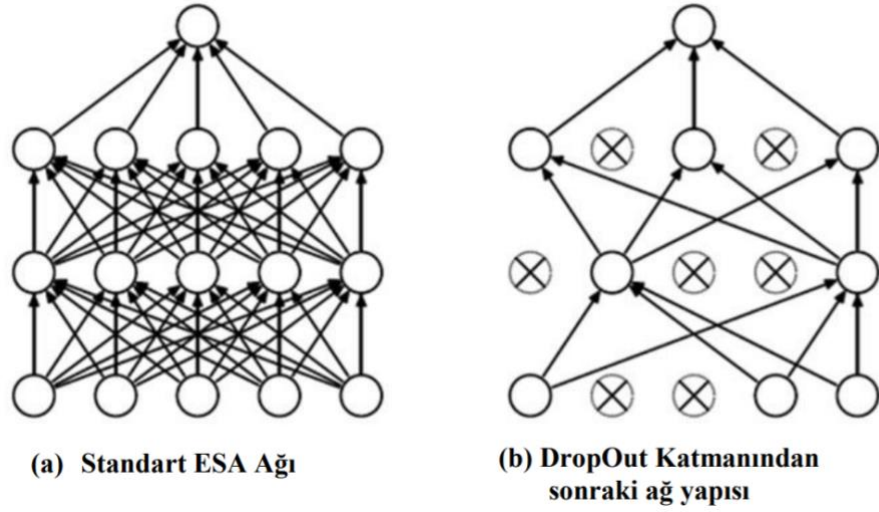 (a) Standart ESA Ağı
(b) DropOut Katmanından
sonraki ağ yapısı